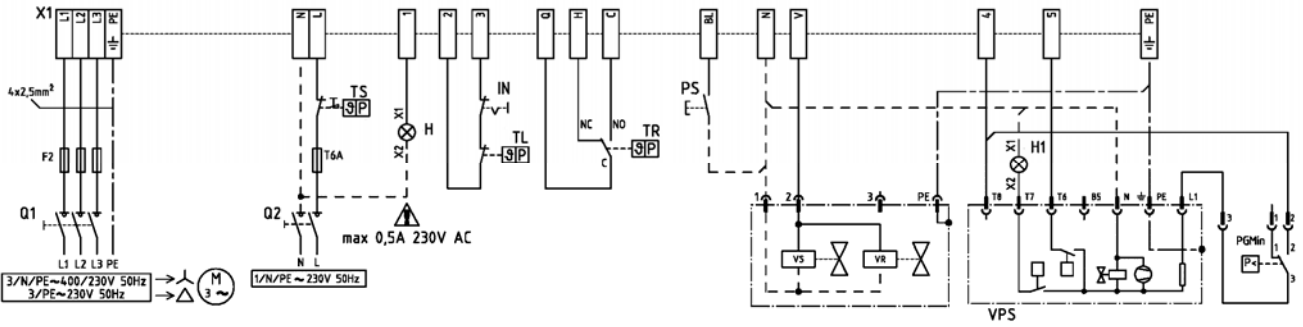 X1 L1 L2 L3 PE N L 1 2 3 Q H C BL N V 4 5 PE
4x2,5mm²
TS
ϑ P
X1
H
X2
IN
TL
ϑ P
NC NO
TR
ϑ P
C
PS
X1
H1
X2
F2
T6A
1 2 3 PE
T8 T7 T6 B5 N PE L1
3 1 2
Q1
Q2
max 0,5A 230V AC
VS VR
PGMin
P<
1 2
3
L1 L2 L3 PE
N L
3/N/PE~400/230V 50Hz
3/PE~230V 50Hz
M
3 ~
1/N/PE ~ 230V 50Hz
VPS